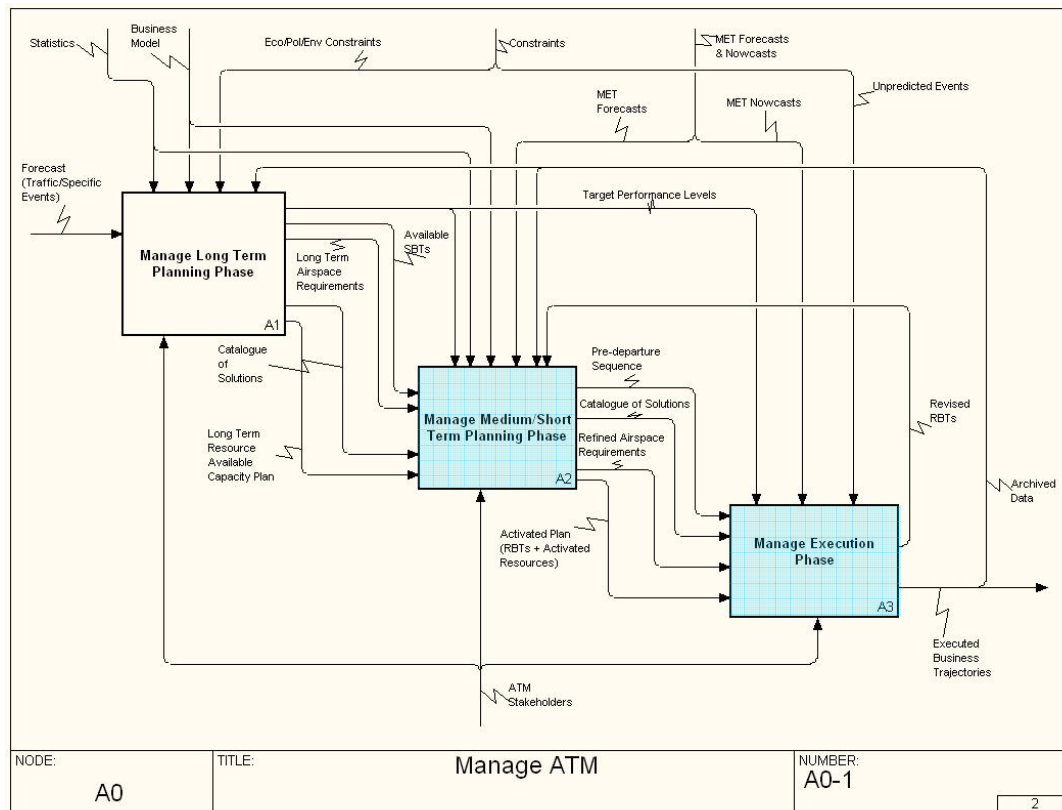 Statistics
Business
Model
Eco/Pol/Env Constraints
Constraints
MET Forecasts
& Nowcasts
Unpredicted Events
MET
Forecasts
MET Nowcasts
Forecast
(Traffic/Specific
Events)
Target Performance Levels
Manage Long Term
Planning Phase
A1
Available
SBTs
Long Term
Airspace
Requirements
Catalogue
of
Solutions
Pre-departure
Sequence
Manage Medium/Short
Term Planning Phase
A2
Catalogue of Solutions
Refined Airspace
Requirements
Revised
RBTs
Long Term
Resource
Available
Capacity Plan
Archived
Data
Activated Plan
(RBTs + Activated
Resources)
Manage Execution
Phase
A3
Executed
Business
Trajectories
ATM
Stakeholders
NODE:
A0
TITLE:
Manage ATM
NUMBER:
A0-1
2